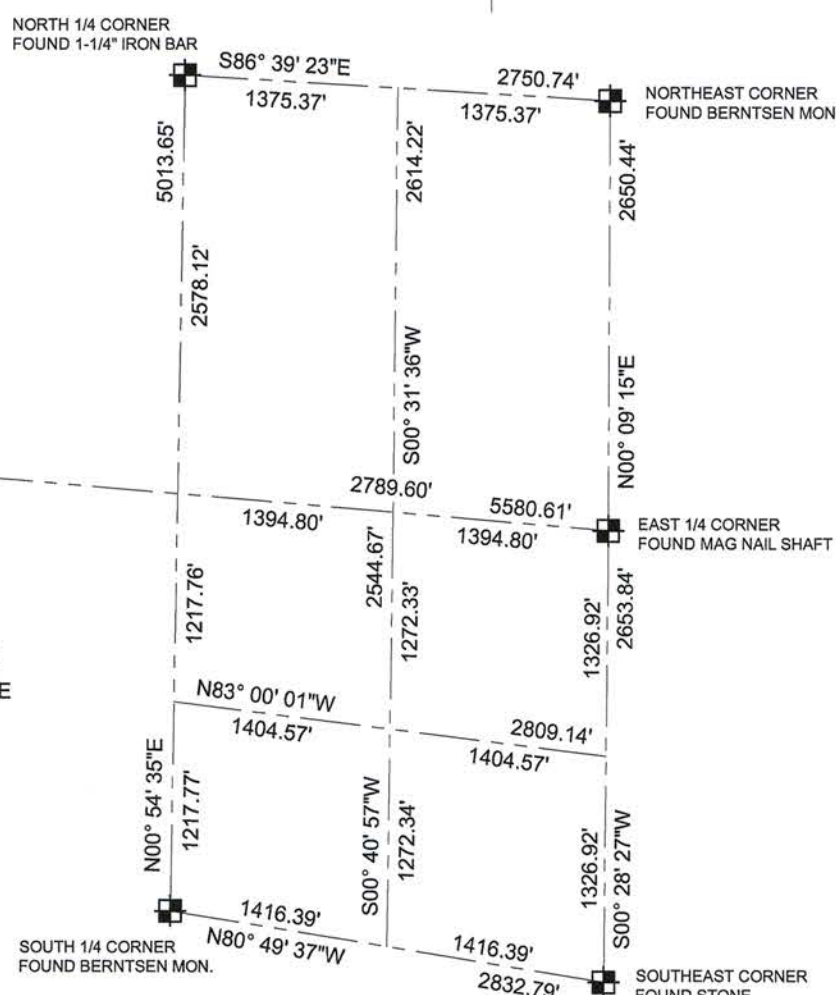 NORTH 1/4 CORNER
FOUND 1-1/4" IRON BAR
S86° 39' 23"E
2750.74'
1375.37'
1375.37'
NORTHEAST CORNER
FOUND BERNTSEN MON
5013.65'
2614.22'
2650.44'
2578.12'
S00° 31' 36"W
N00° 09' 15"E
2789.60'
5580.61'
1394.80'
1394.80'
EAST 1/4 CORNER
FOUND MAG NAIL SHAFT
2544.67'
1217.76'
1272.33'
1326.92'
2653.84'
E
N83° 00' 01"W
1404.57'
2809.14'
1404.57'
N00° 54' 35"E
1217.77'
S00° 40' 57"W
1272.34'
1326.92'
S00° 28' 27"W
1416.39'
N80° 49' 37"W
1416.39'
2832.79'
SOUTH 1/4 CORNER
FOUND BERNTSEN MON.
SOUTHEAST CORNER
FOUND STONE